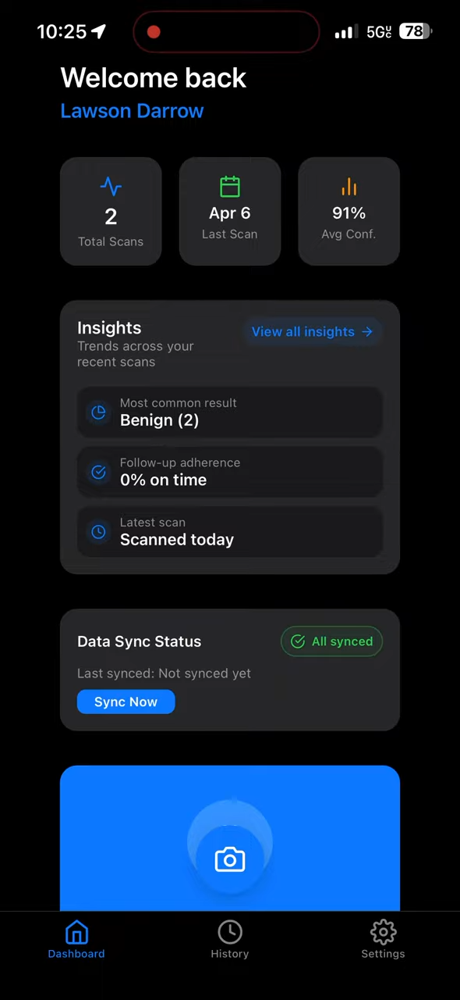 10:25
5GUC
78
Welcome back
Lawson Darrow
2
Total Scans
Apr 6
Last Scan
91%
Avg Conf.
Insights
Trends across your
recent scans
View all insights →
Most common result
Benign (2)
Follow-up adherence
0% on time
Latest scan
Scanned today
Data Sync Status
All synced
Last synced: Not synced yet
Sync Now
Dashboard
History
Settings